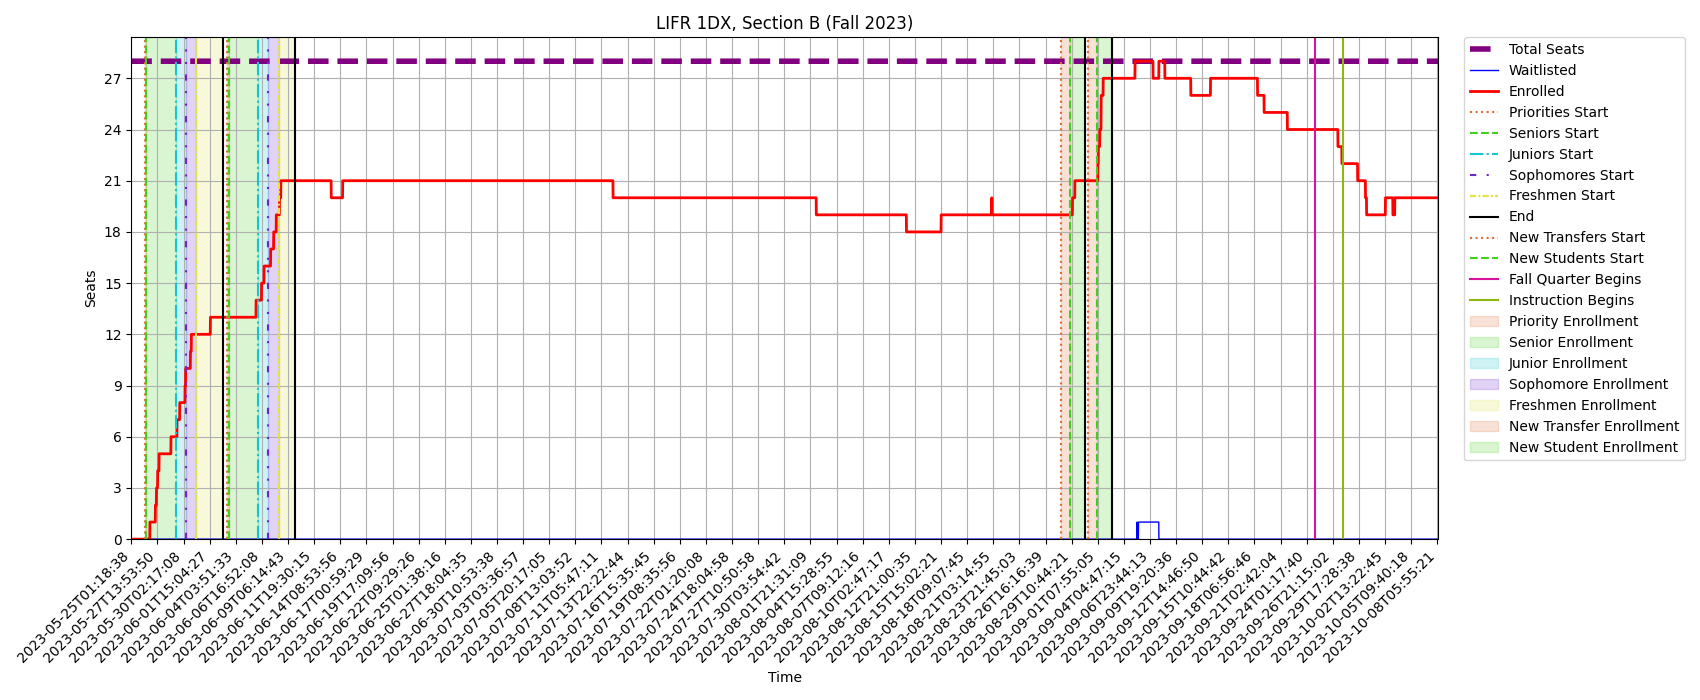 LIFR 1DX, Section B (Fall 2023)
Seats
27
24
21
18
15
12
9
6
3
0
2023-05-25T01:18:38
2023-05-27T13:53:50
2023-05-30T02:17:08
2023-06-01T15:04:27
2023-06-04T03:51:33
2023-06-06T16:52:08
2023-06-09T06:14:43
2023-06-11T19:30:15
2023-06-14T08:53:56
2023-06-17T00:59:29
2023-06-19T17:09:56
2023-06-22T09:29:26
2023-06-25T01:38:16
2023-06-27T18:04:35
2023-06-30T10:53:38
2023-07-03T03:36:57
2023-07-05T20:17:05
2023-07-08T13:03:52
2023-07-11T05:47:11
2023-07-13T22:22:44
2023-07-16T15:35:45
2023-07-19T08:35:56
2023-07-22T01:20:08
2023-07-24T18:04:58
2023-07-27T10:50:58
2023-07-30T03:54:42
2023-08-01T21:31:09
2023-08-04T15:28:55
2023-08-07T09:12:16
2023-08-10T02:47:17
2023-08-12T21:00:35
2023-08-15T15:02:21
2023-08-18T09:07:45
2023-08-21T03:14:55
2023-08-23T21:45:03
2023-08-26T16:16:39
2023-08-29T10:44:21
2023-09-01T07:55:05
2023-09-04T04:47:15
2023-09-06T23:44:13
2023-09-09T19:20:36
2023-09-12T14:46:50
2023-09-15T10:44:42
2023-09-18T06:56:46
2023-09-21T02:42:04
2023-09-24T01:17:40
2023-09-26T21:15:02
2023-09-29T17:28:38
2023-10-02T13:22:45
2023-10-05T09:40:18
2023-10-08T05:55:21
Time
Total Seats
Waitlisted
Enrolled
Priorities Start
Seniors Start
Juniors Start
Sophomores Start
Freshmen Start
End
New Transfers Start
New Students Start
Fall Quarter Begins
Instruction Begins
Priority Enrollment
Senior Enrollment
Junior Enrollment
Sophomore Enrollment
Freshmen Enrollment
New Transfer Enrollment
New Student Enrollment